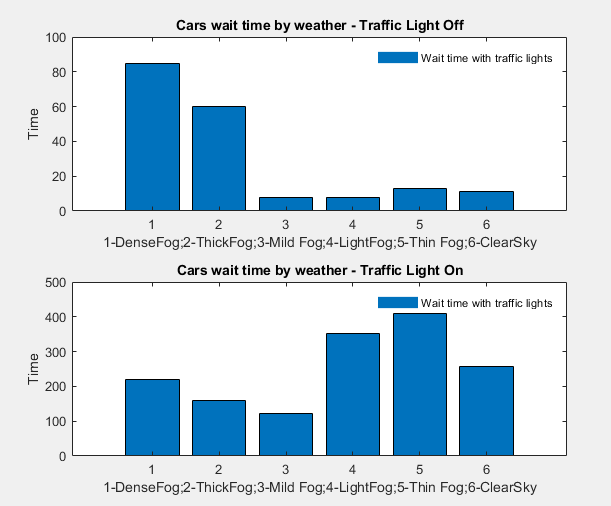 Cars wait time by weather - Traffic Light Off
100
80
60
40
20
0
Time
Wait time with traffic lights
1 2 3 4 5 6
1-DenseFog;2-ThickFog;3-Mild Fog;4-LightFog;5-Thin Fog;6-ClearSky
Cars wait time by weather - Traffic Light On
500
400
300
200
100
0
Time
Wait time with traffic lights
1 2 3 4 5 6
1-DenseFog;2-ThickFog;3-Mild Fog;4-LightFog;5-Thin Fog;6-ClearSky